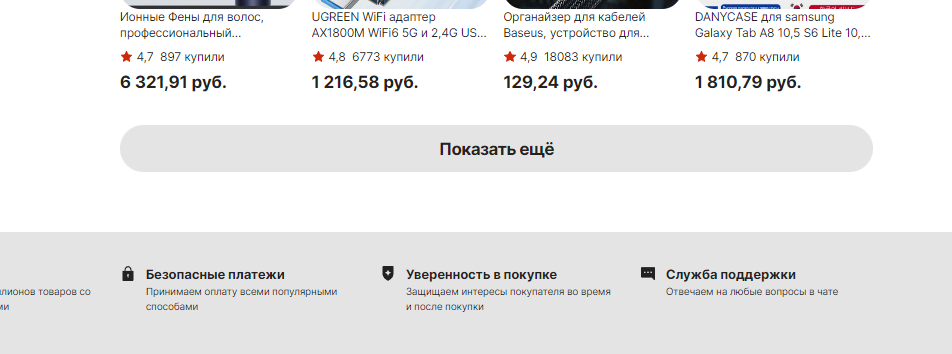 Ионные Фены для волос,
профессиональный...
4,7 897 купили
6 321,91 руб.
UGREEN WiFi адаптер
AX1800M WiFi6 5G и 2,4G US...
4,8 6773 купили
1 216,58 руб.
Органайзер для кабелей
Baseus, устройство для...
4,9 18083 купили
129,24 руб.
DANYCASE для samsung
Galaxy Tab A8 10,5 S6 Lite 10,...
4,7 870 купили
1 810,79 руб.
Показать ещё
лионов товаров со
ми
Безопасные платежи
Принимаем оплату всеми популярными
способами
Уверенность в покупке
Защищаем интересы покупателя во время
и после покупки
Служба поддержки
Отвечаем на любые вопросы в чате